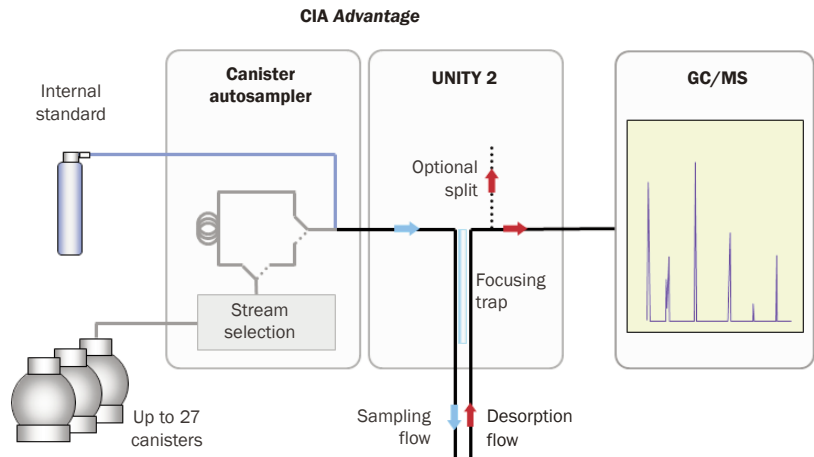 CIA Advantage
Canister
autosampler
UNITY 2
GC/MS
Internal
standard
Optional
split
Focusing
trap
Stream
selection
Up to 27
canisters
Sampling
flow
Desorption
flow